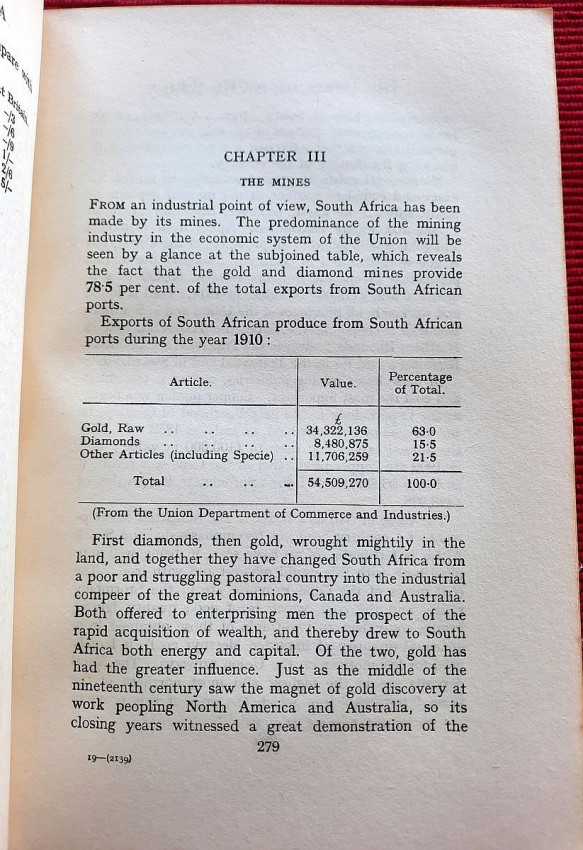 A
pare with
t Britain.
-/3
-/6
-/9
1/-
2/6
5/-
CHAPTER III
THE MINES
FROM an industrial point of view, South Africa has been
made by its mines. The predominance of the mining
industry in the economic system of the Union will be
seen by a glance at the subjoined table, which reveals
the fact that the gold and diamond mines provide
78·5 per cent. of the total exports from South African
ports.
Exports of South African produce from South African
ports during the year 1910 :
Article. Value. Percentage
of Total.
£
Gold, Raw .. .. .. .. 34,322,136 63·0
Diamonds .. .. .. .. 8,480,875 15·5
Other Articles (including Specie) .. 11,706,259 21·5
Total .. .. ... 54,509,270 100·0
(From the Union Department of Commerce and Industries.)
First diamonds, then gold, wrought mightily in the
land, and together they have changed South Africa from
a poor and struggling pastoral country into the industrial
compeer of the great dominions, Canada and Australia.
Both offered to enterprising men the prospect of the
rapid acquisition of wealth, and thereby drew to South
Africa both energy and capital. Of the two, gold has
had the greater influence. Just as the middle of the
nineteenth century saw the magnet of gold discovery at
work peopling North America and Australia, so its
closing years witnessed a great demonstration of the
279
19—(2139)